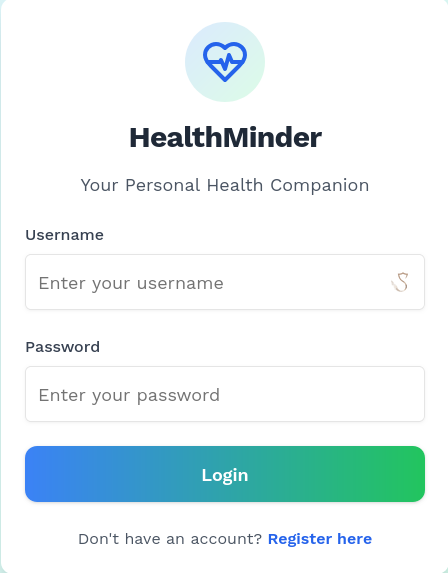 HealthMinder
Your Personal Health Companion
Username
Enter your username
Password
Enter your password
Login
Don't have an account? Register here